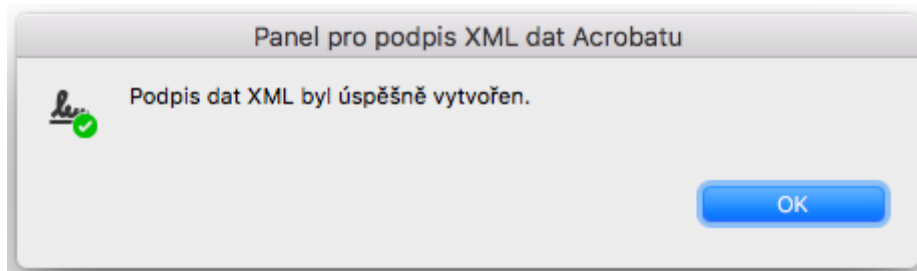 Panel pro podpis XML dat Acrobatu
Podpis dat XML byl úspěšně vytvořen.
OK